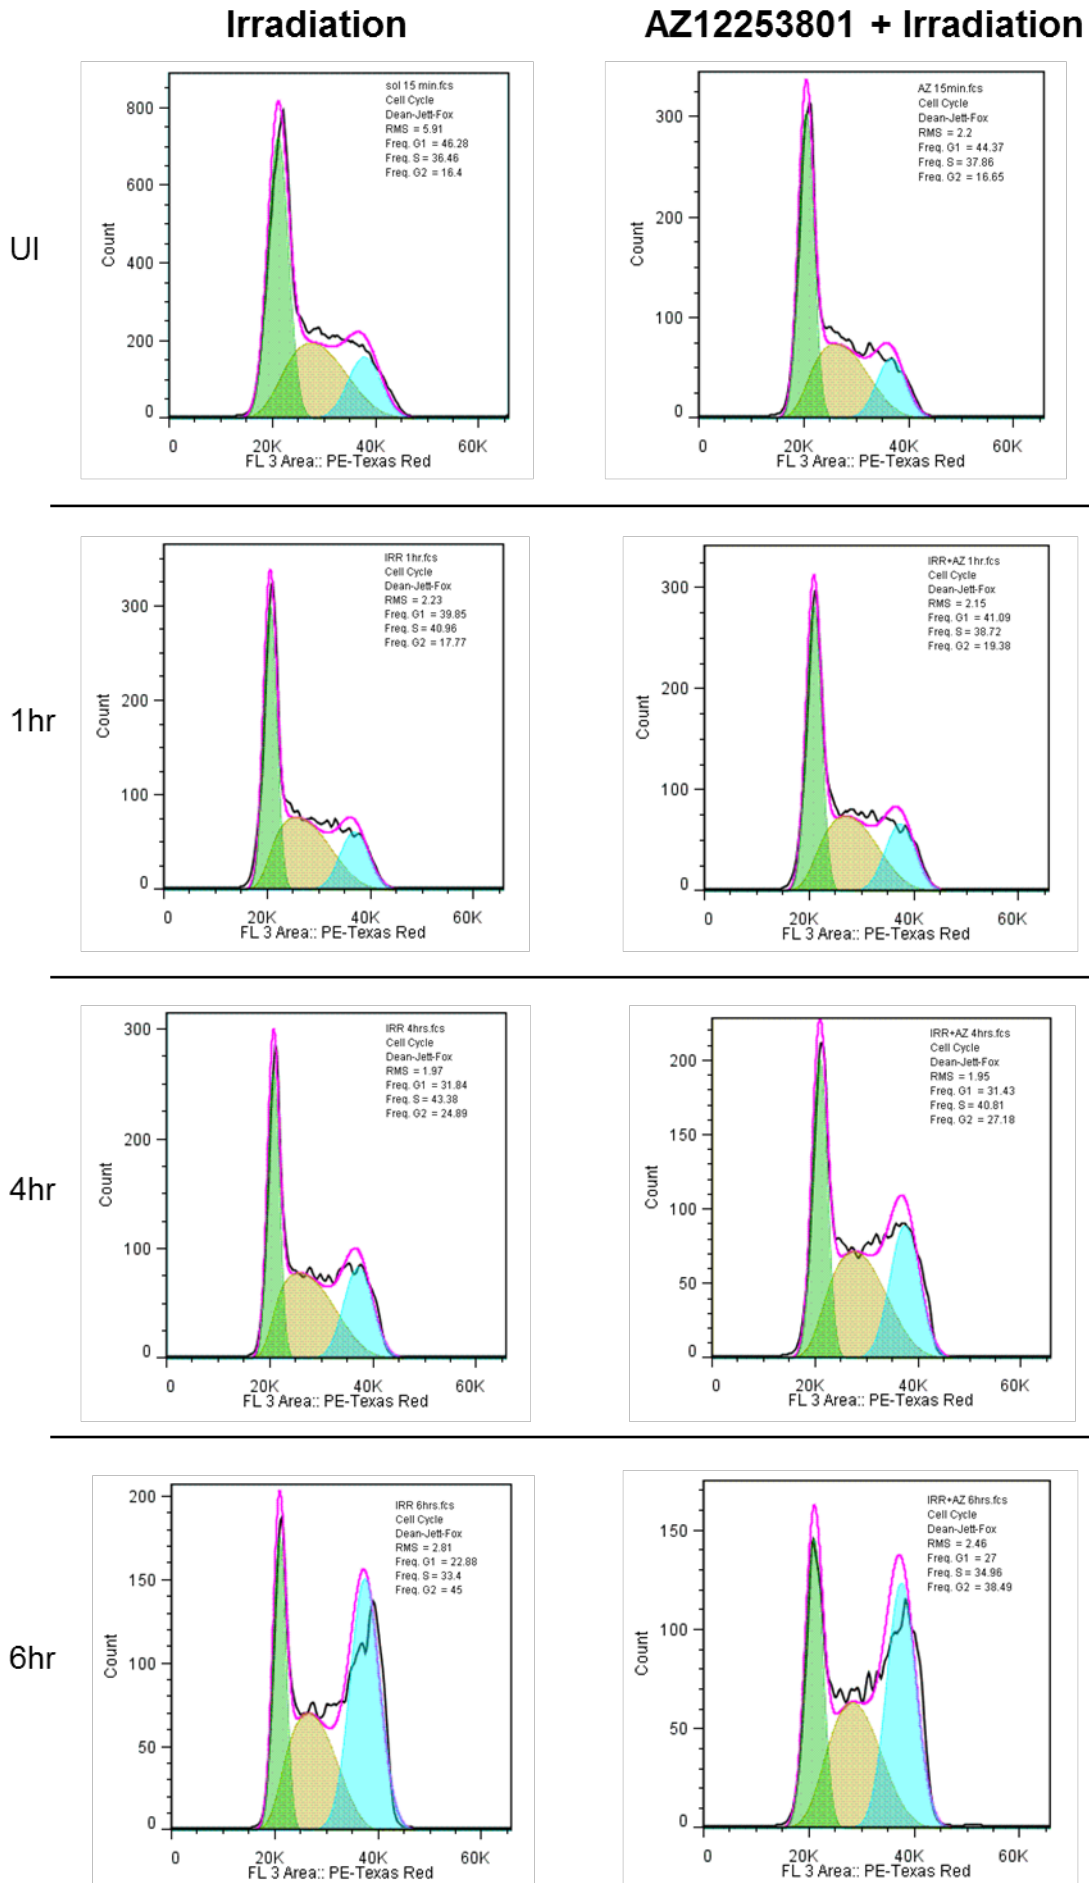 Irradiation
AZ12253801 + Irradiation
UI
sol 15 min.fcs
Cell Cycle
Dean-Jett-Fox
RMS = 5.91
Freq. G1 = 46.28
Freq. S = 36.46
Freq. G2 = 16.4
Count
800
600
400
200
0
0 20K 40K 60K
FL 3 Area:: PE-Texas Red
AZ 15min.fcs
Cell Cycle
Dean-Jett-Fox
RMS = 2.2
Freq. G1 = 44.37
Freq. S = 37.86
Freq. G2 = 16.65
Count
300
200
100
0
0 20K 40K 60K
FL 3 Area:: PE-Texas Red
1hr
IRR 1hr.fcs
Cell Cycle
Dean-Jett-Fox
RMS = 2.23
Freq. G1 = 39.85
Freq. S = 40.96
Freq. G2 = 17.77
Count
300
200
100
0
0 20K 40K 60K
FL 3 Area:: PE-Texas Red
IRR+AZ 1hr.fcs
Cell Cycle
Dean-Jett-Fox
RMS = 2.15
Freq. G1 = 41.09
Freq. S = 38.72
Freq. G2 = 19.38
Count
300
200
100
0
0 20K 40K 60K
FL 3 Area:: PE-Texas Red
4hr
IRR 4hrs.fcs
Cell Cycle
Dean-Jett-Fox
RMS = 1.97
Freq. G1 = 31.84
Freq. S = 43.38
Freq. G2 = 24.89
Count
300
200
100
0
0 20K 40K 60K
FL 3 Area:: PE-Texas Red
IRR+AZ 4hrs.fcs
Cell Cycle
Dean-Jett-Fox
RMS = 1.95
Freq. G1 = 31.43
Freq. S = 40.81
Freq. G2 = 27.18
Count
200
150
100
50
0
0 20K 40K 60K
FL 3 Area:: PE-Texas Red
6hr
IRR 6hrs.fcs
Cell Cycle
Dean-Jett-Fox
RMS = 2.81
Freq. G1 = 22.88
Freq. S = 33.4
Freq. G2 = 45
Count
200
150
100
50
0
0 20K 40K 60K
FL 3 Area:: PE-Texas Red
IRR+AZ 6hrs.fcs
Cell Cycle
Dean-Jett-Fox
RMS = 2.46
Freq. G1 = 27
Freq. S = 34.96
Freq. G2 = 38.49
Count
150
100
50
0
0 20K 40K 60K
FL 3 Area:: PE-Texas Red